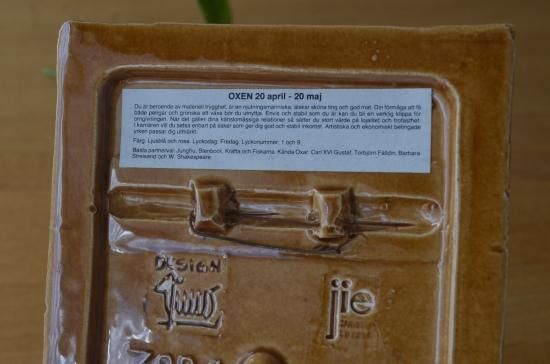 OXEN 20 april - 20 maj
Du är beroende av materiell trygghet, är en njutningsmänniska, älskar sköna ting och god mat. Din förmåga att få
både pengar och grönska att växa bör du utnyttja. Envis och stabil som du är kan du bli en verklig klippa för
omgivningen. När det gäller dina känslomässiga relationer så sätter du stort värde på lojalitet och trofasthet.
I karriären vill du satsa enbart på saker som ger dig god och stabil inkomst. Artistiska och ekonomiskt betingade
yrken passar dig utmärkt.
Färg: Ljusblå och rosa. Lyckodag: Fredag. Lyckonummer: 1 och 9.
Bästa partnerval: Jungfru, Stenbock, Kräfta och Fiskarna. Kända Oxar: Carl XVI Gustaf, Torbjörn Fälldin, Barbara
Streisand och W. Shakespeare.
DESIGN
jie